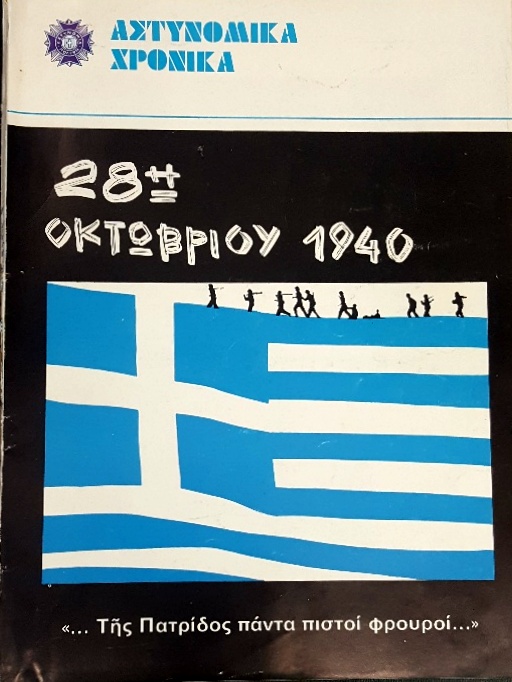 ΑΣΤΥΝΟΜΙΚΑ
ΧΡΟΝΙΚΑ
28η
ΟΚΤΩΒΡΙΟΥ 1940
«... Τῆς Πατρίδος πάντα πιστοί φρουροί...»